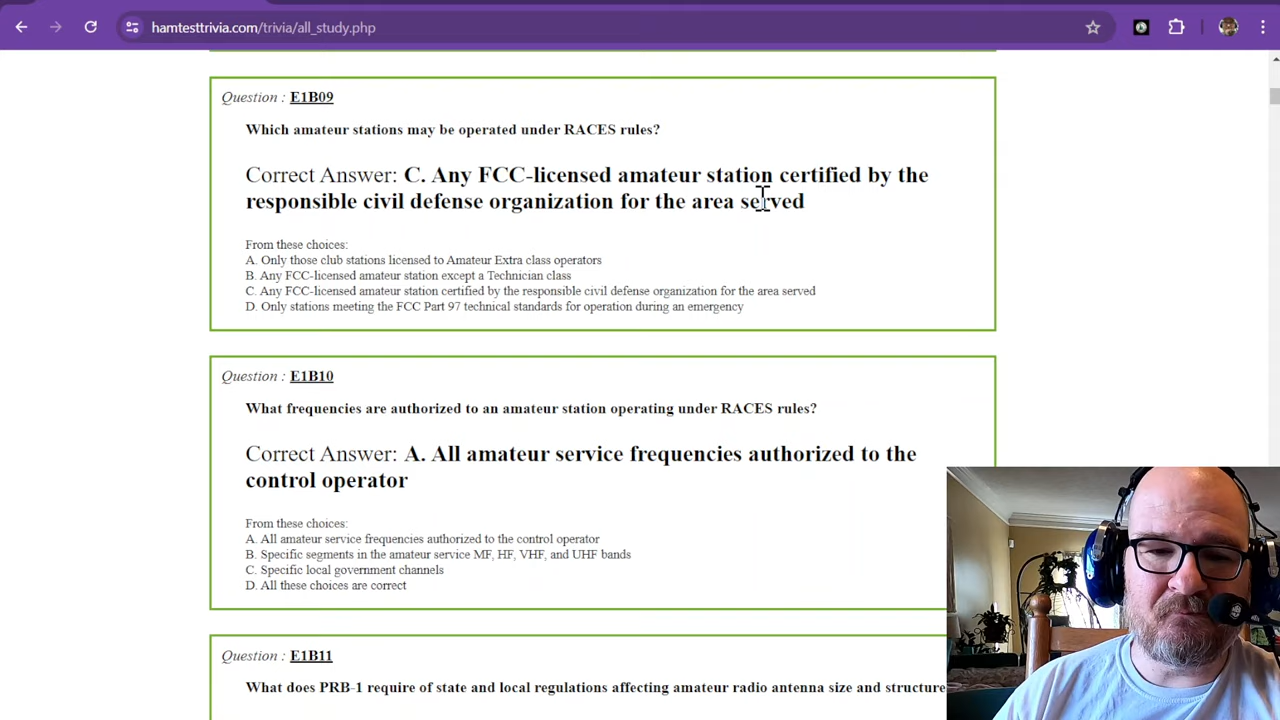 hamtesttrivia.com/trivia/all_study.php
Question : E1B09
Which amateur stations may be operated under RACES rules?
Correct Answer: C. Any FCC-licensed amateur station certified by the
responsible civil defense organization for the area served
From these choices:
A. Only those club stations licensed to Amateur Extra class operators
B. Any FCC-licensed amateur station except a Technician class
C. Any FCC-licensed amateur station certified by the responsible civil defense organization for the area served
D. Only stations meeting the FCC Part 97 technical standards for operation during an emergency
Question : E1B10
What frequencies are authorized to an amateur station operating under RACES rules?
Correct Answer: A. All amateur service frequencies authorized to the
control operator
From these choices:
A. All amateur service frequencies authorized to the control operator
B. Specific segments in the amateur service MF, HF, VHF, and UHF bands
C. Specific local government channels
D. All these choices are correct
Question : E1B11
What does PRB-1 require of state and local regulations affecting amateur radio antenna size and structure